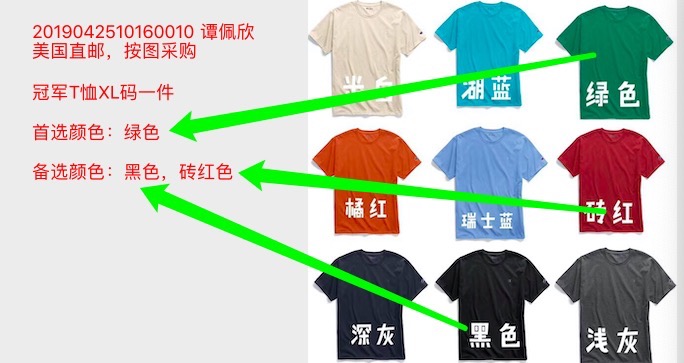 2019042510160010 谭佩欣
美国直邮，按图采购
冠军T恤XL码一件
首选颜色：绿色
备选颜色：黑色，砖红色
米白
湖蓝
绿色
橘红
瑞士蓝
砖红
深灰
黑色
浅灰